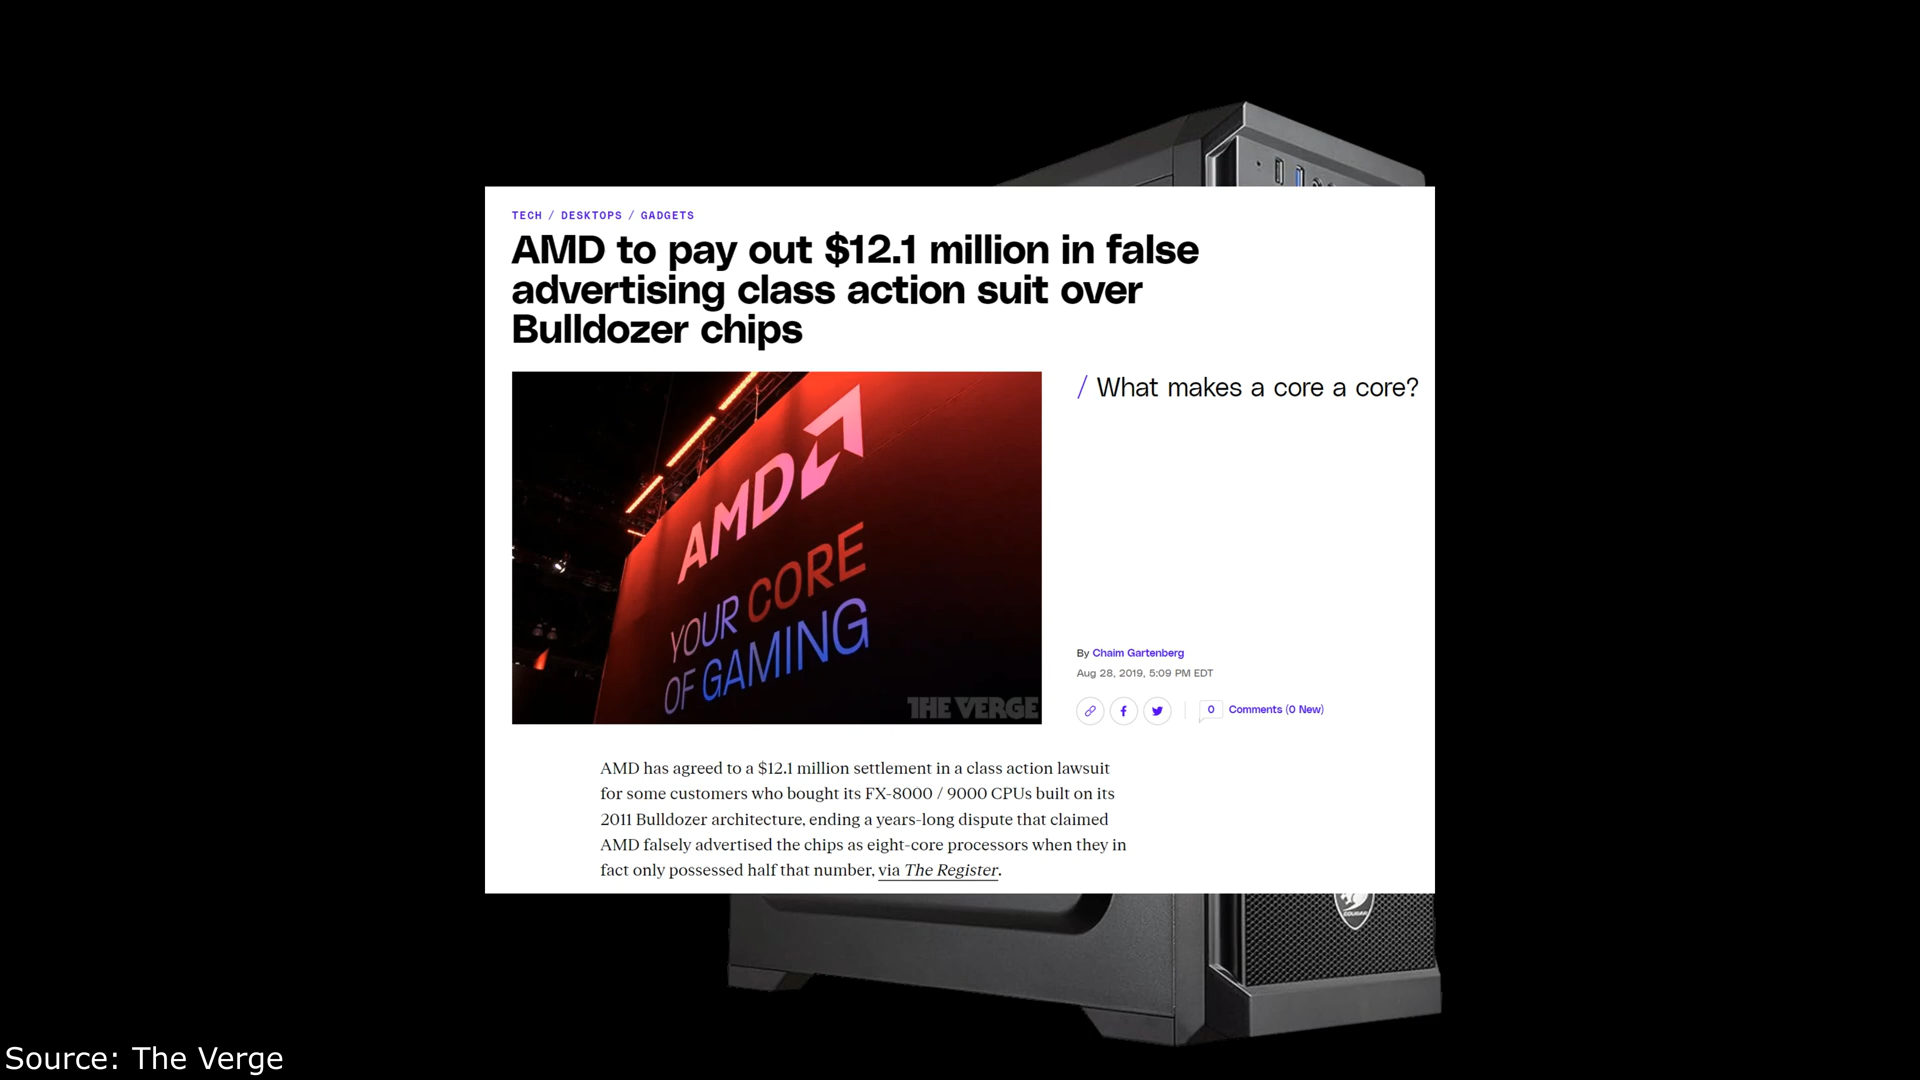 TECH / DESKTOPS / GADGETS
AMD to pay out $12.1 million in false
advertising class action suit over
Bulldozer chips
/ What makes a core a core?
AMD
YOUR CORE
OF GAMING
THE VERGE
By Chaim Gartenberg
Aug 28, 2019, 5:09 PM EDT
0 Comments (0 New)
AMD has agreed to a $12.1 million settlement in a class action lawsuit
for some customers who bought its FX-8000 / 9000 CPUs built on its
2011 Bulldozer architecture, ending a years-long dispute that claimed
AMD falsely advertised the chips as eight-core processors when they in
fact only possessed half that number, via The Register.
COUGAR
Source: The Verge